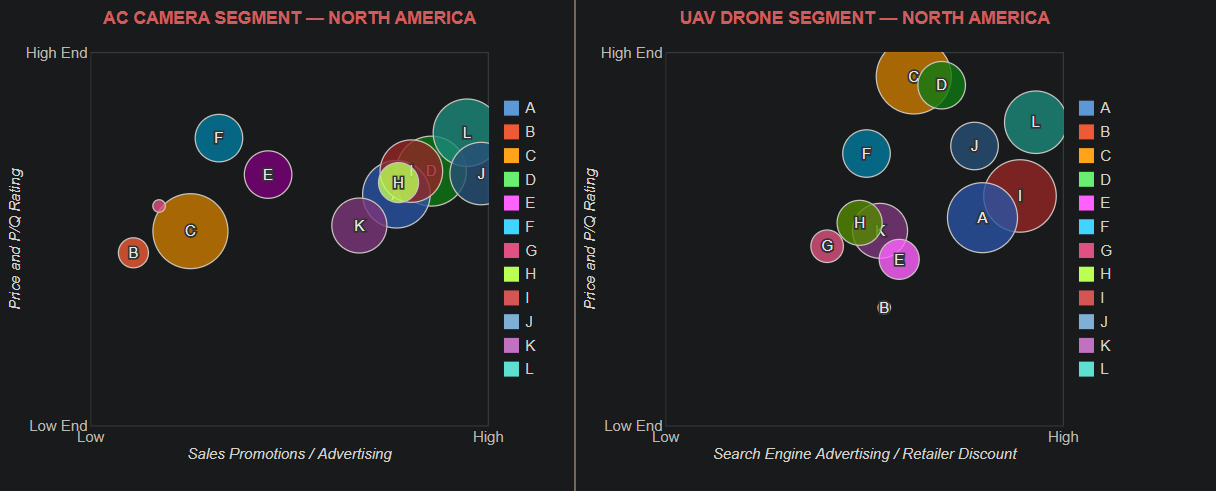 AC CAMERA SEGMENT — NORTH AMERICA
High End
Low End
Price and P/Q Rating
Low
High
Sales Promotions / Advertising
F
E
B
C
K
H
D
L
J
A
B
C
D
E
F
G
H
I
J
K
L
UAV DRONE SEGMENT — NORTH AMERICA
High End
Low End
Price and P/Q Rating
Low
High
Search Engine Advertising / Retailer Discount
C
D
L
J
F
I
A
H
K
G
E
B
A
B
C
D
E
F
G
H
I
J
K
L